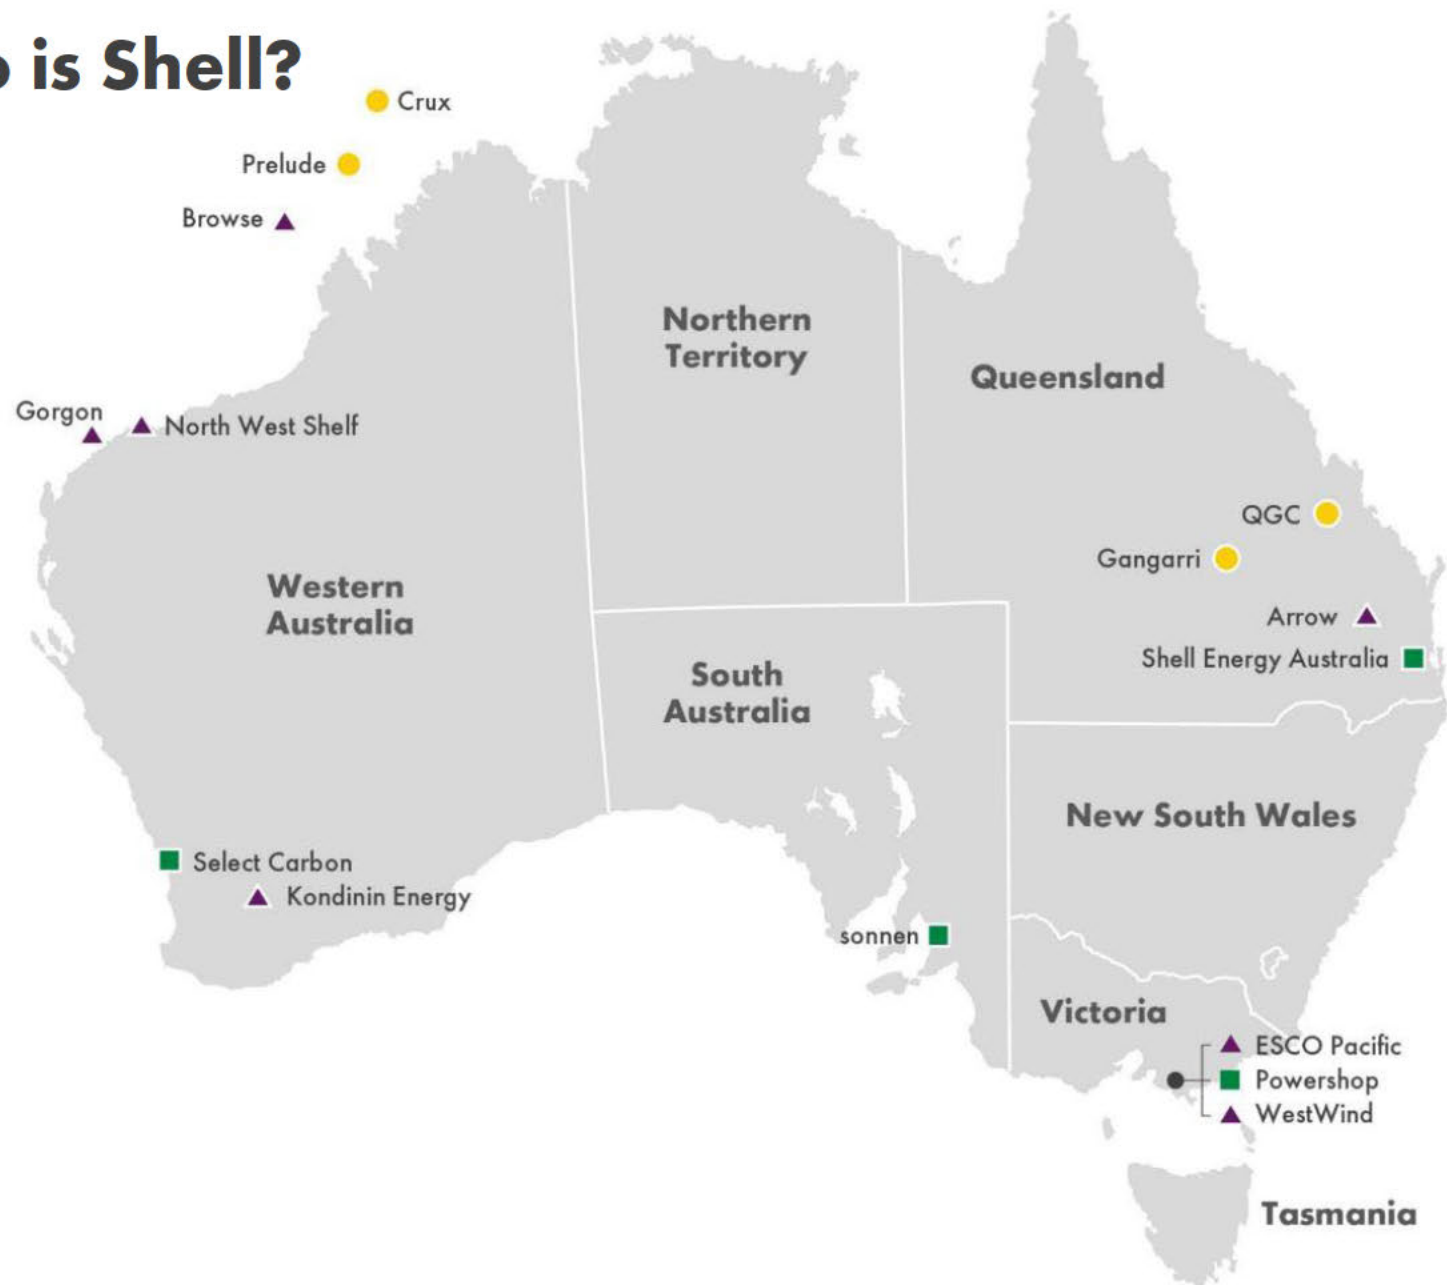 is Shell?
Crux
Prelude
Browse
Northern
Territory
Queensland
Gorgon
North West Shelf
QGC
Gangarri
Western
Australia
Arrow
Shell Energy Australia
South
Australia
New South Wales
Select Carbon
Kondinin Energy
sonnen
Victoria
ESCO Pacific
Powershop
WestWind
Tasmania